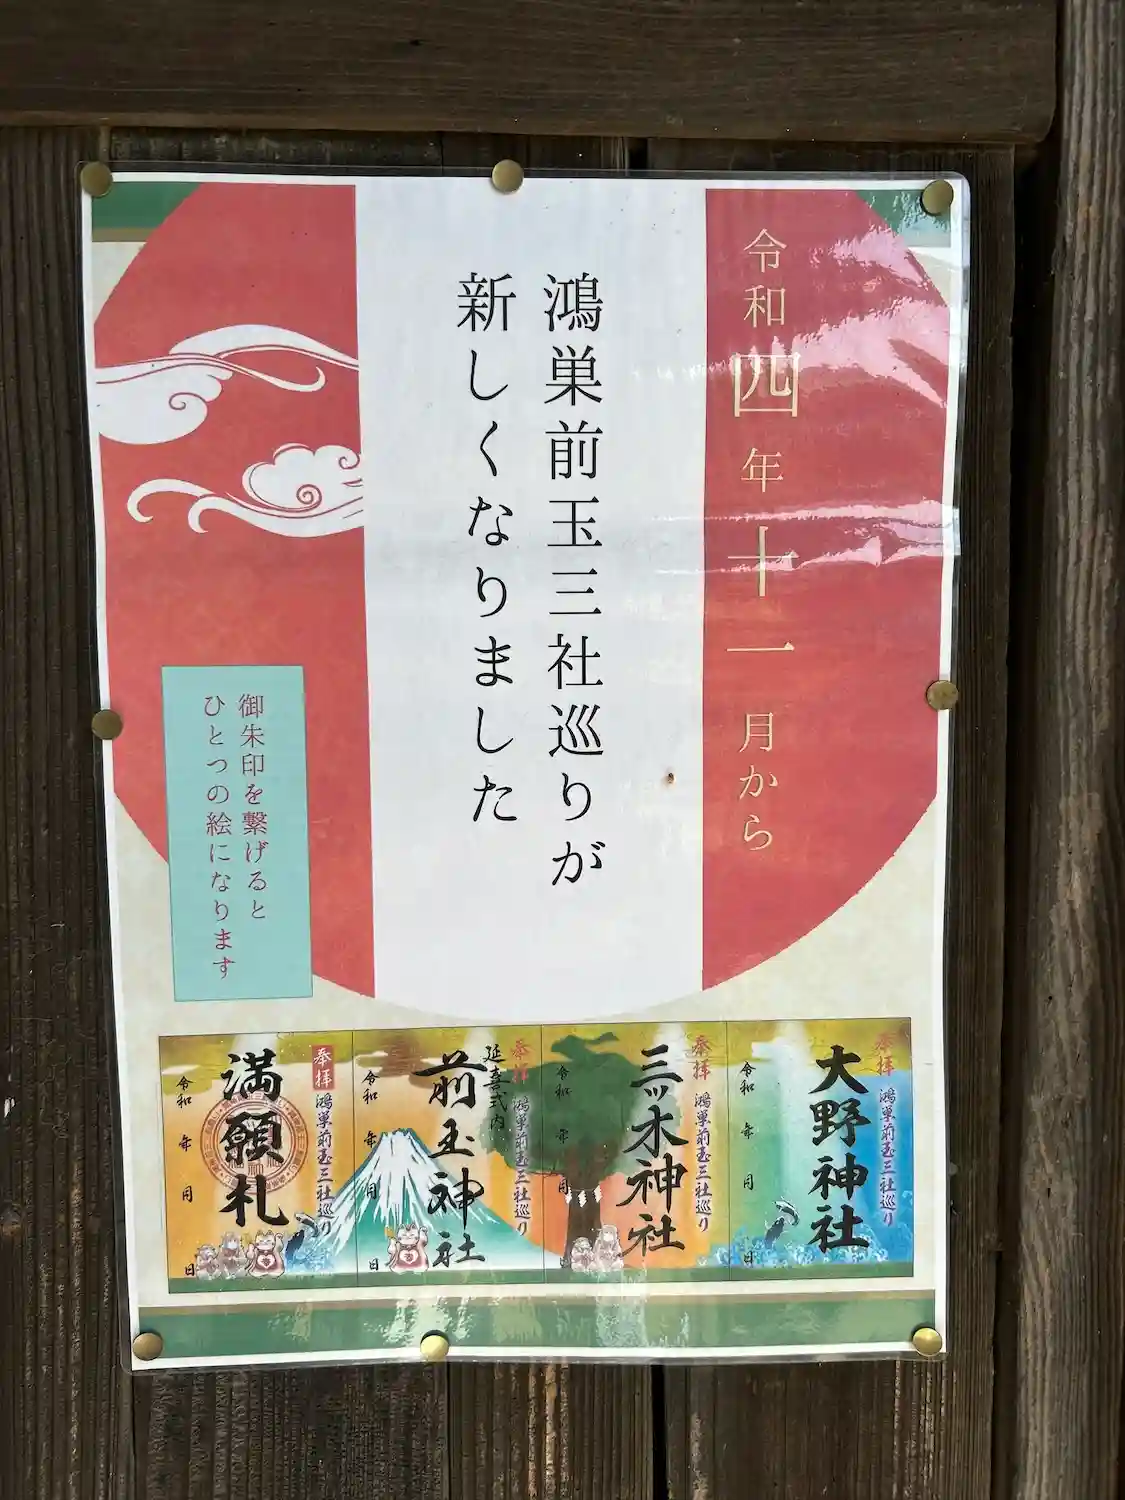 令和四年十一月から
鴻巣前玉三社巡りが
新しくなりました
御朱印を繋げると
ひとつの絵になります
奉拝
鴻巣前玉三社巡り
大野神社
令和 年 月 日
奉拝
鴻巣前玉三社巡り
三ッ木神社
令和 年 月 日
奉拝
鴻巣前玉三社巡り
延喜式内
前玉神社
令和 年 月 日
奉拝
鴻巣前玉三社巡り
満願札
令和 年 月 日